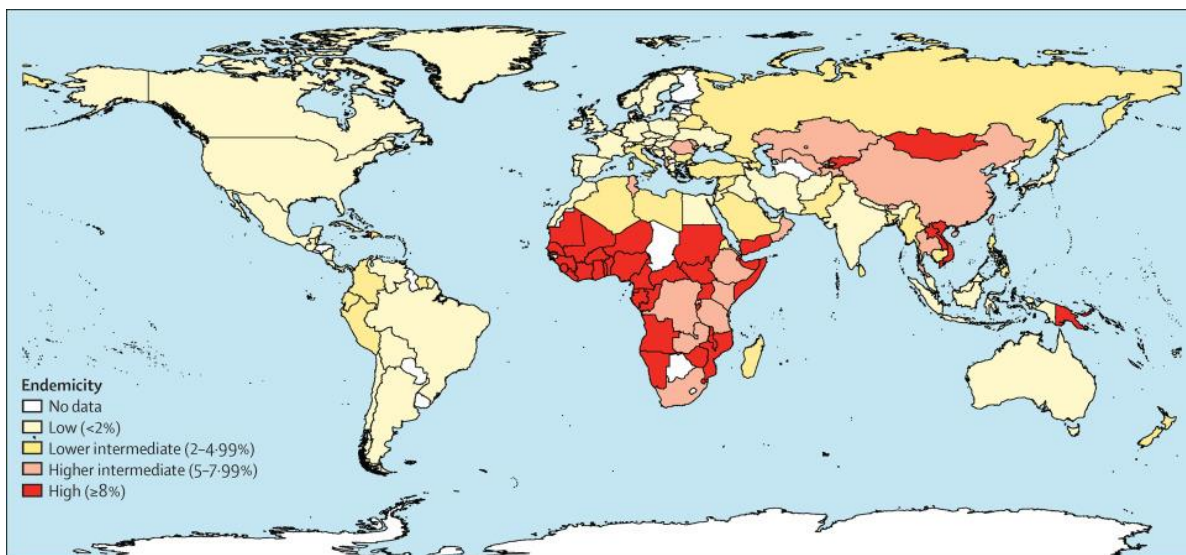 Endemicity
No data
Low (<2%)
Lower intermediate (2–4·99%)
Higher intermediate (5–7·99%)
High (≥8%)